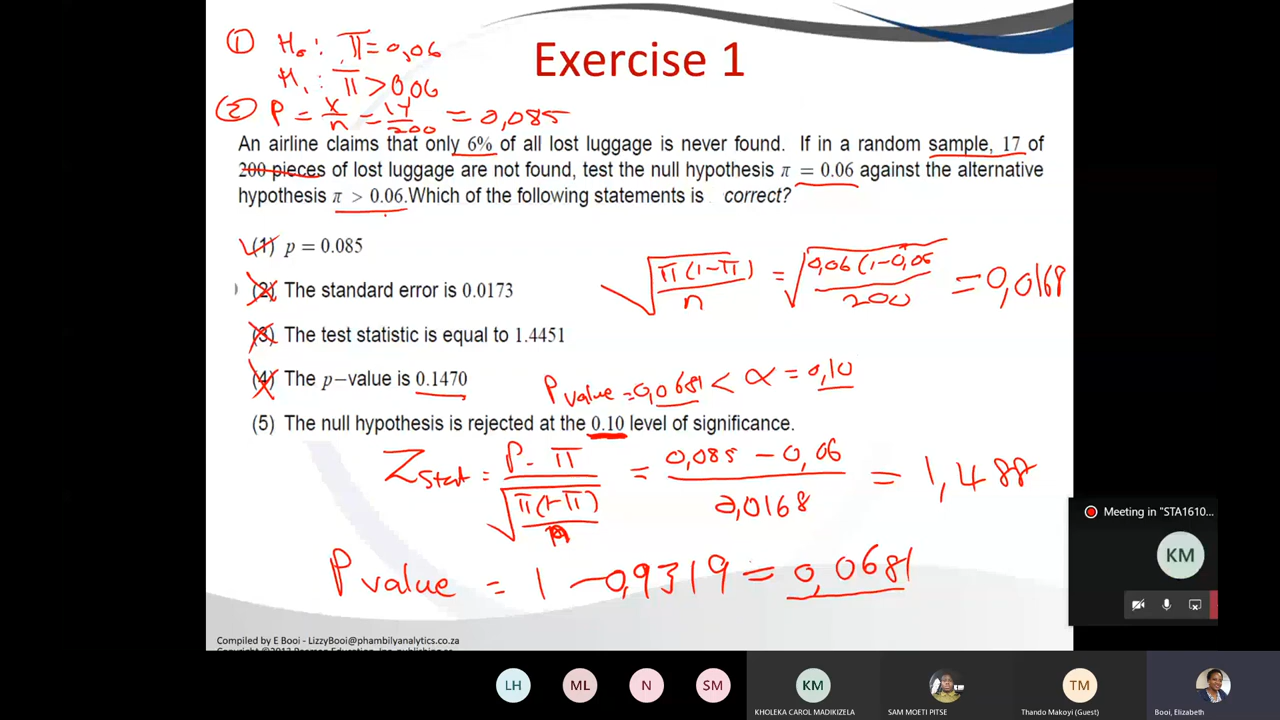 ① H₀ : π = 0,06
H₁ : π > 0,06
② P = x/n = 17/200 = 0,085
Exercise 1
An airline claims that only 6% of all lost luggage is never found. If in a random sample, 17 of
200 pieces of lost luggage are not found, test the null hypothesis π = 0.06 against the alternative
hypothesis π > 0.06. Which of the following statements is correct?
(1) p = 0.085
(2) The standard error is 0.0173
√(π(1-π)/n) = √(0,06(1-0,06)/200) = 0,0168
(3) The test statistic is equal to 1.4451
(4) The p−value is 0.1470
P value = 0,0681 < α = 0,10
(5) The null hypothesis is rejected at the 0.10 level of significance.
Zstat = P - π/√(π(1-π)/n) = 0,085 - 0,06/0,0168 = 1,488
P value = 1 - 0,9319 = 0,0681
Meeting in "STA1610...
KM
Compiled by E Booi - LizzyBooi@phambilyanalytics.co.za
LH ML N SM KM TM
KHOLEKA CAROL MADIKIZELA SAM MOETI PITSE Thando Makoyi (Guest) Booi, Elizabeth